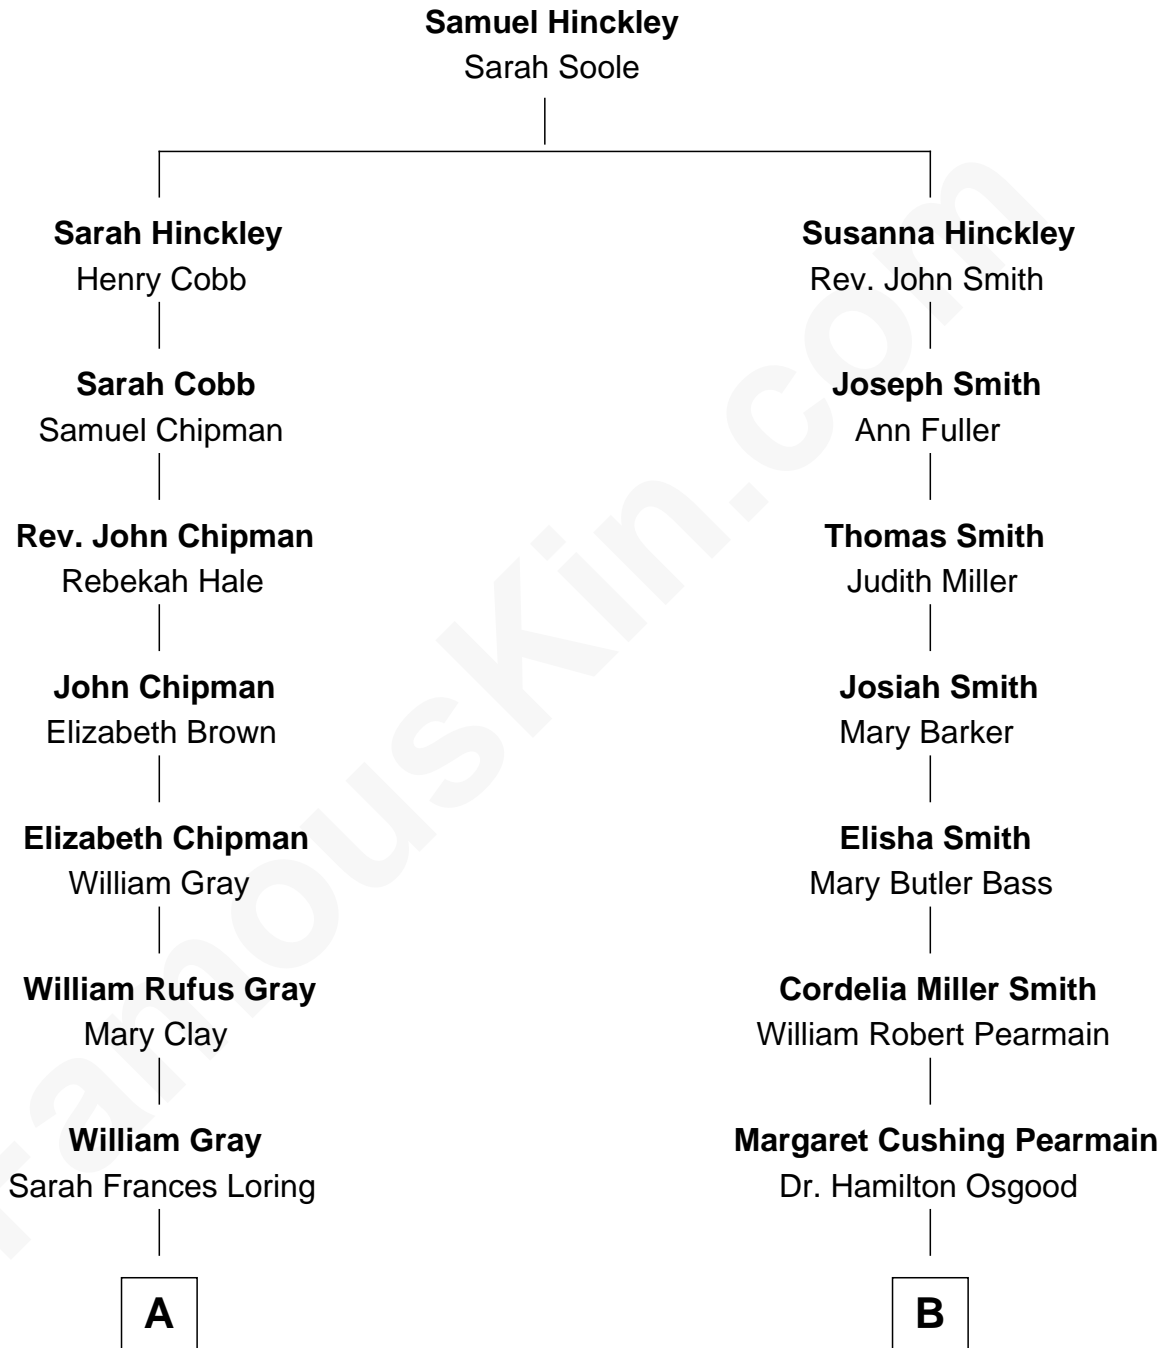 Samuel Hinckley
Sarah Soole
Sarah Hinckley
Henry Cobb
Susanna Hinckley
Rev. John Smith
Sarah Cobb
Samuel Chipman
Joseph Smith
Ann Fuller
Rev. John Chipman
Rebekah Hale
Thomas Smith
Judith Miller
John Chipman
Elizabeth Brown
Josiah Smith
Mary Barker
Elizabeth Chipman
William Gray
Elisha Smith
Mary Butler Bass
William Rufus Gray
Mary Clay
Cordelia Miller Smith
William Robert Pearmain
William Gray
Sarah Frances Loring
Margaret Cushing Pearmain
Dr. Hamilton Osgood
A
B
FamousKin.com